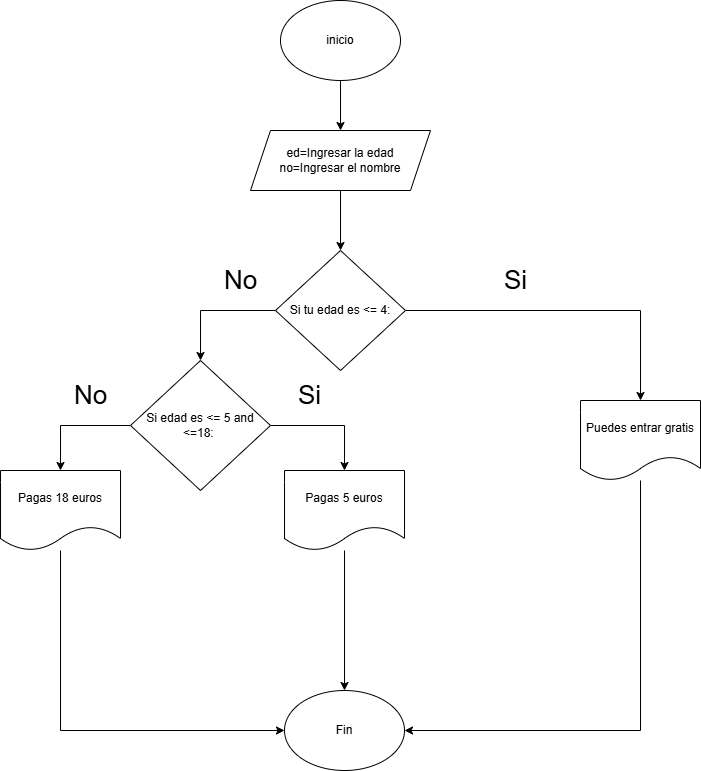 inicio
ed=Ingresar la edad
no=Ingresar el nombre
No
Si
Si tu edad es <= 4:
No
Si
Si edad es <= 5 and
<=18:
Puedes entrar gratis
Pagas 18 euros
Pagas 5 euros
Fin